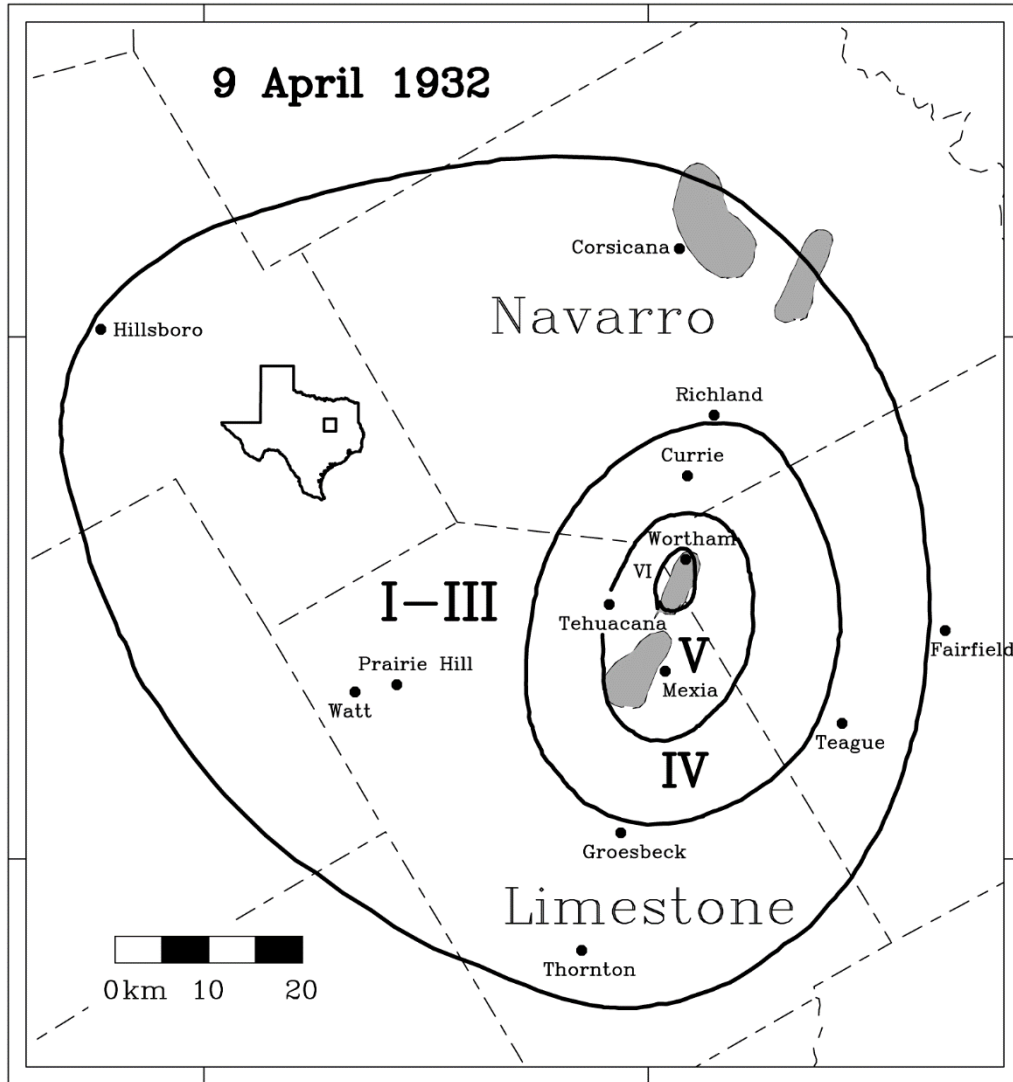 9 April 1932
Corsicana
Navarro
Hillsboro
Richland
Currie
Wortham
VI
I-III
Tehuacana
Fairfield
Prairie Hill
V
Watt
Mexia
Teague
IV
Groesbeck
Limestone
Thornton
0km 10 20